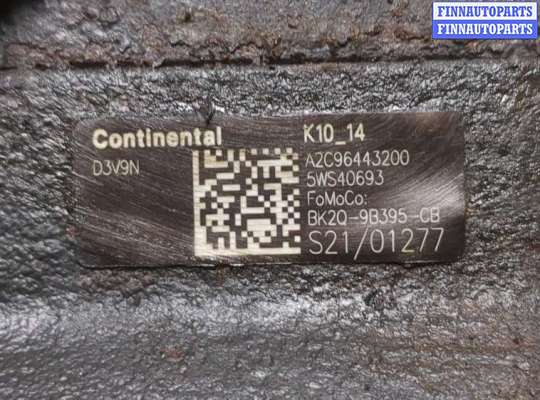 FINNAUTOPARTS
FINNAUTOPARTS
Continental
D3V9N
K10_14
A2C96443200
5WS40693
FoMoCo:
BK2Q-9B395-CB
S21/01277